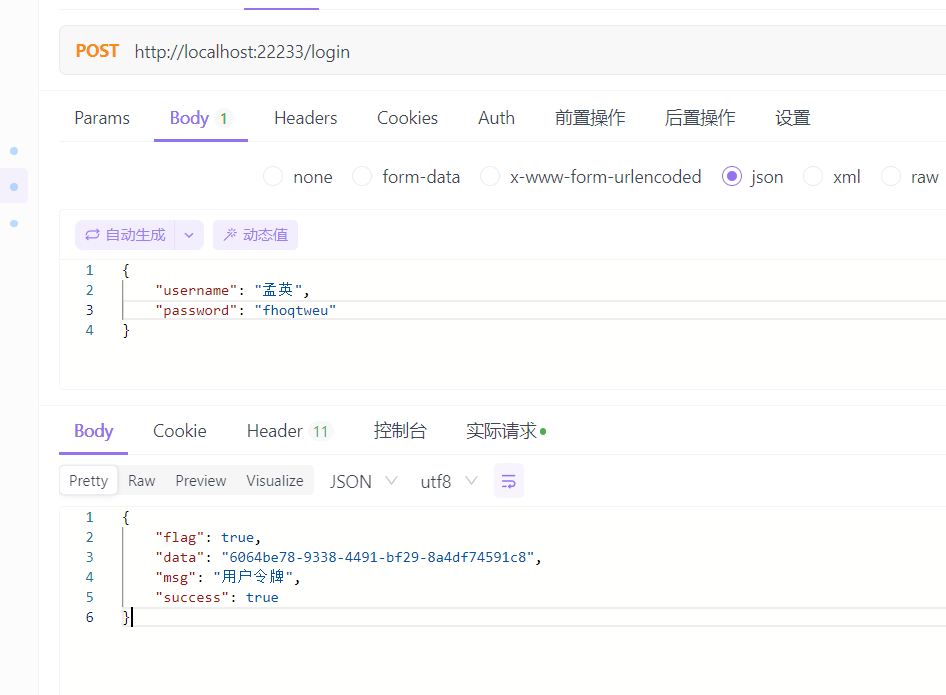 POST http://localhost:22233/login
Params Body 1 Headers Cookies Auth 前置操作 后置操作 设置
none form-data x-www-form-urlencoded json xml raw
自动生成 动态值
1 {
2 "username": "孟英",
3 "password": "fhoqtweu"
4 }
Body Cookie Header 11 控制台 实际请求
Pretty Raw Preview Visualize JSON utf8
1 {
2 "flag": true,
3 "data": "6064be78-9338-4491-bf29-8a4df74591c8",
4 "msg": "用户令牌",
5 "success": true
6 }